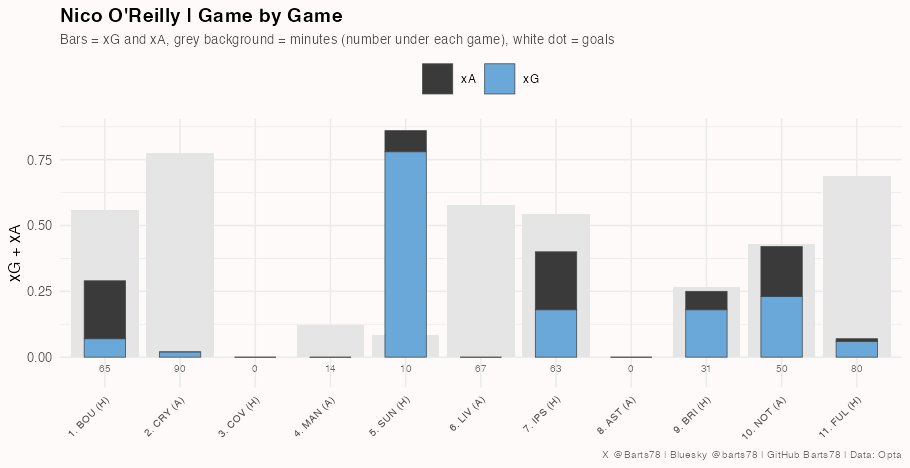 Nico O'Reilly | Game by Game
Bars = xG and xA, grey background = minutes (number under each game), white dot = goals
xA xG
xG + xA
0.75
0.50
0.25
0.00
65 90 0 14 10 67 63 0 31 50 80
1. BOU (H) 2. CRY (A) 3. COV (H) 4. MAN (A) 5. SUN (H) 6. LIV (A) 7. IPS (H) 8. AST (A) 9. BRI (H) 10. NOT (A) 11. FUL (H)
X @Barts78 | Bluesky @barts78 | GitHub Barts78 | Data: Opta